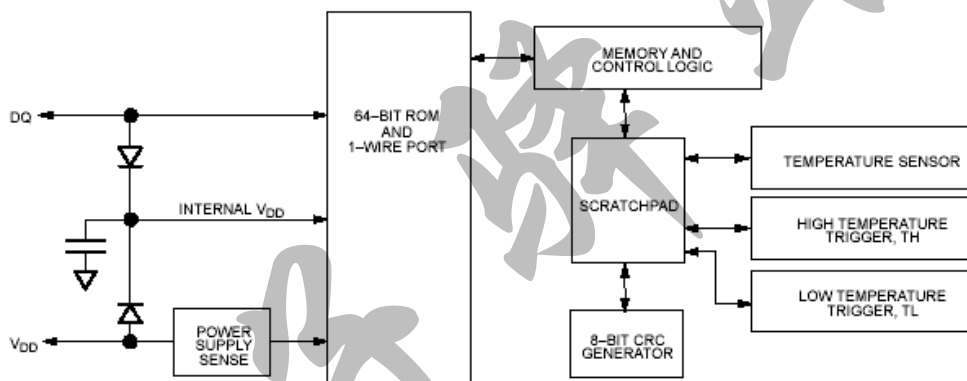 DQ
INTERNAL VDD
VDD
POWER
SUPPLY
SENSE
64–BIT ROM
AND
1–WIRE PORT
MEMORY AND
CONTROL LOGIC
SCRATCHPAD
8–BIT CRC
GENERATOR
TEMPERATURE SENSOR
HIGH TEMPERATURE
TRIGGER, TH
LOW TEMPERATURE
TRIGGER, TL